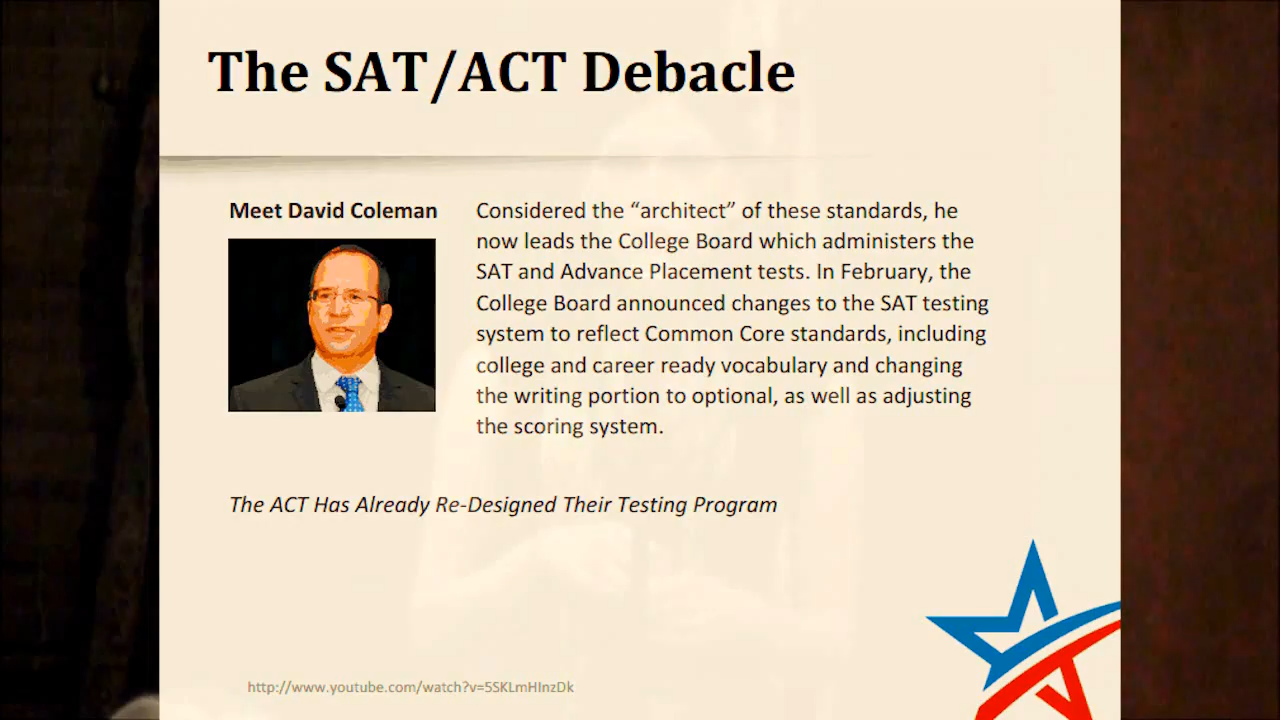 The SAT/ACT Debacle
Meet David Coleman
Considered the “architect” of these standards, he
now leads the College Board which administers the
SAT and Advance Placement tests. In February, the
College Board announced changes to the SAT testing
system to reflect Common Core standards, including
college and career ready vocabulary and changing
the writing portion to optional, as well as adjusting
the scoring system.
The ACT Has Already Re-Designed Their Testing Program
http://www.youtube.com/watch?v=5SKLmHInzDk